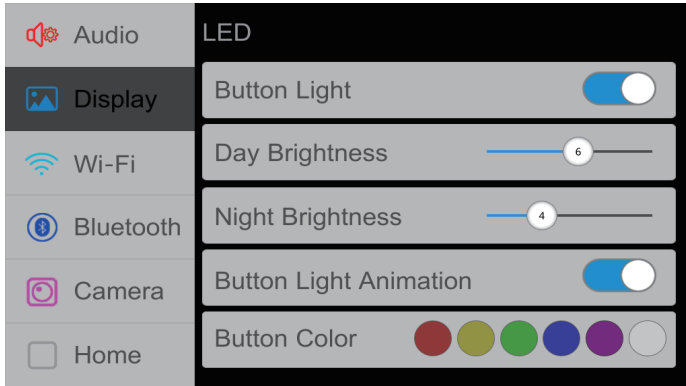 Audio
Display
Wi-Fi
Bluetooth
Camera
Home
LED
Button Light
Day Brightness 6
Night Brightness 4
Button Light Animation
Button Color